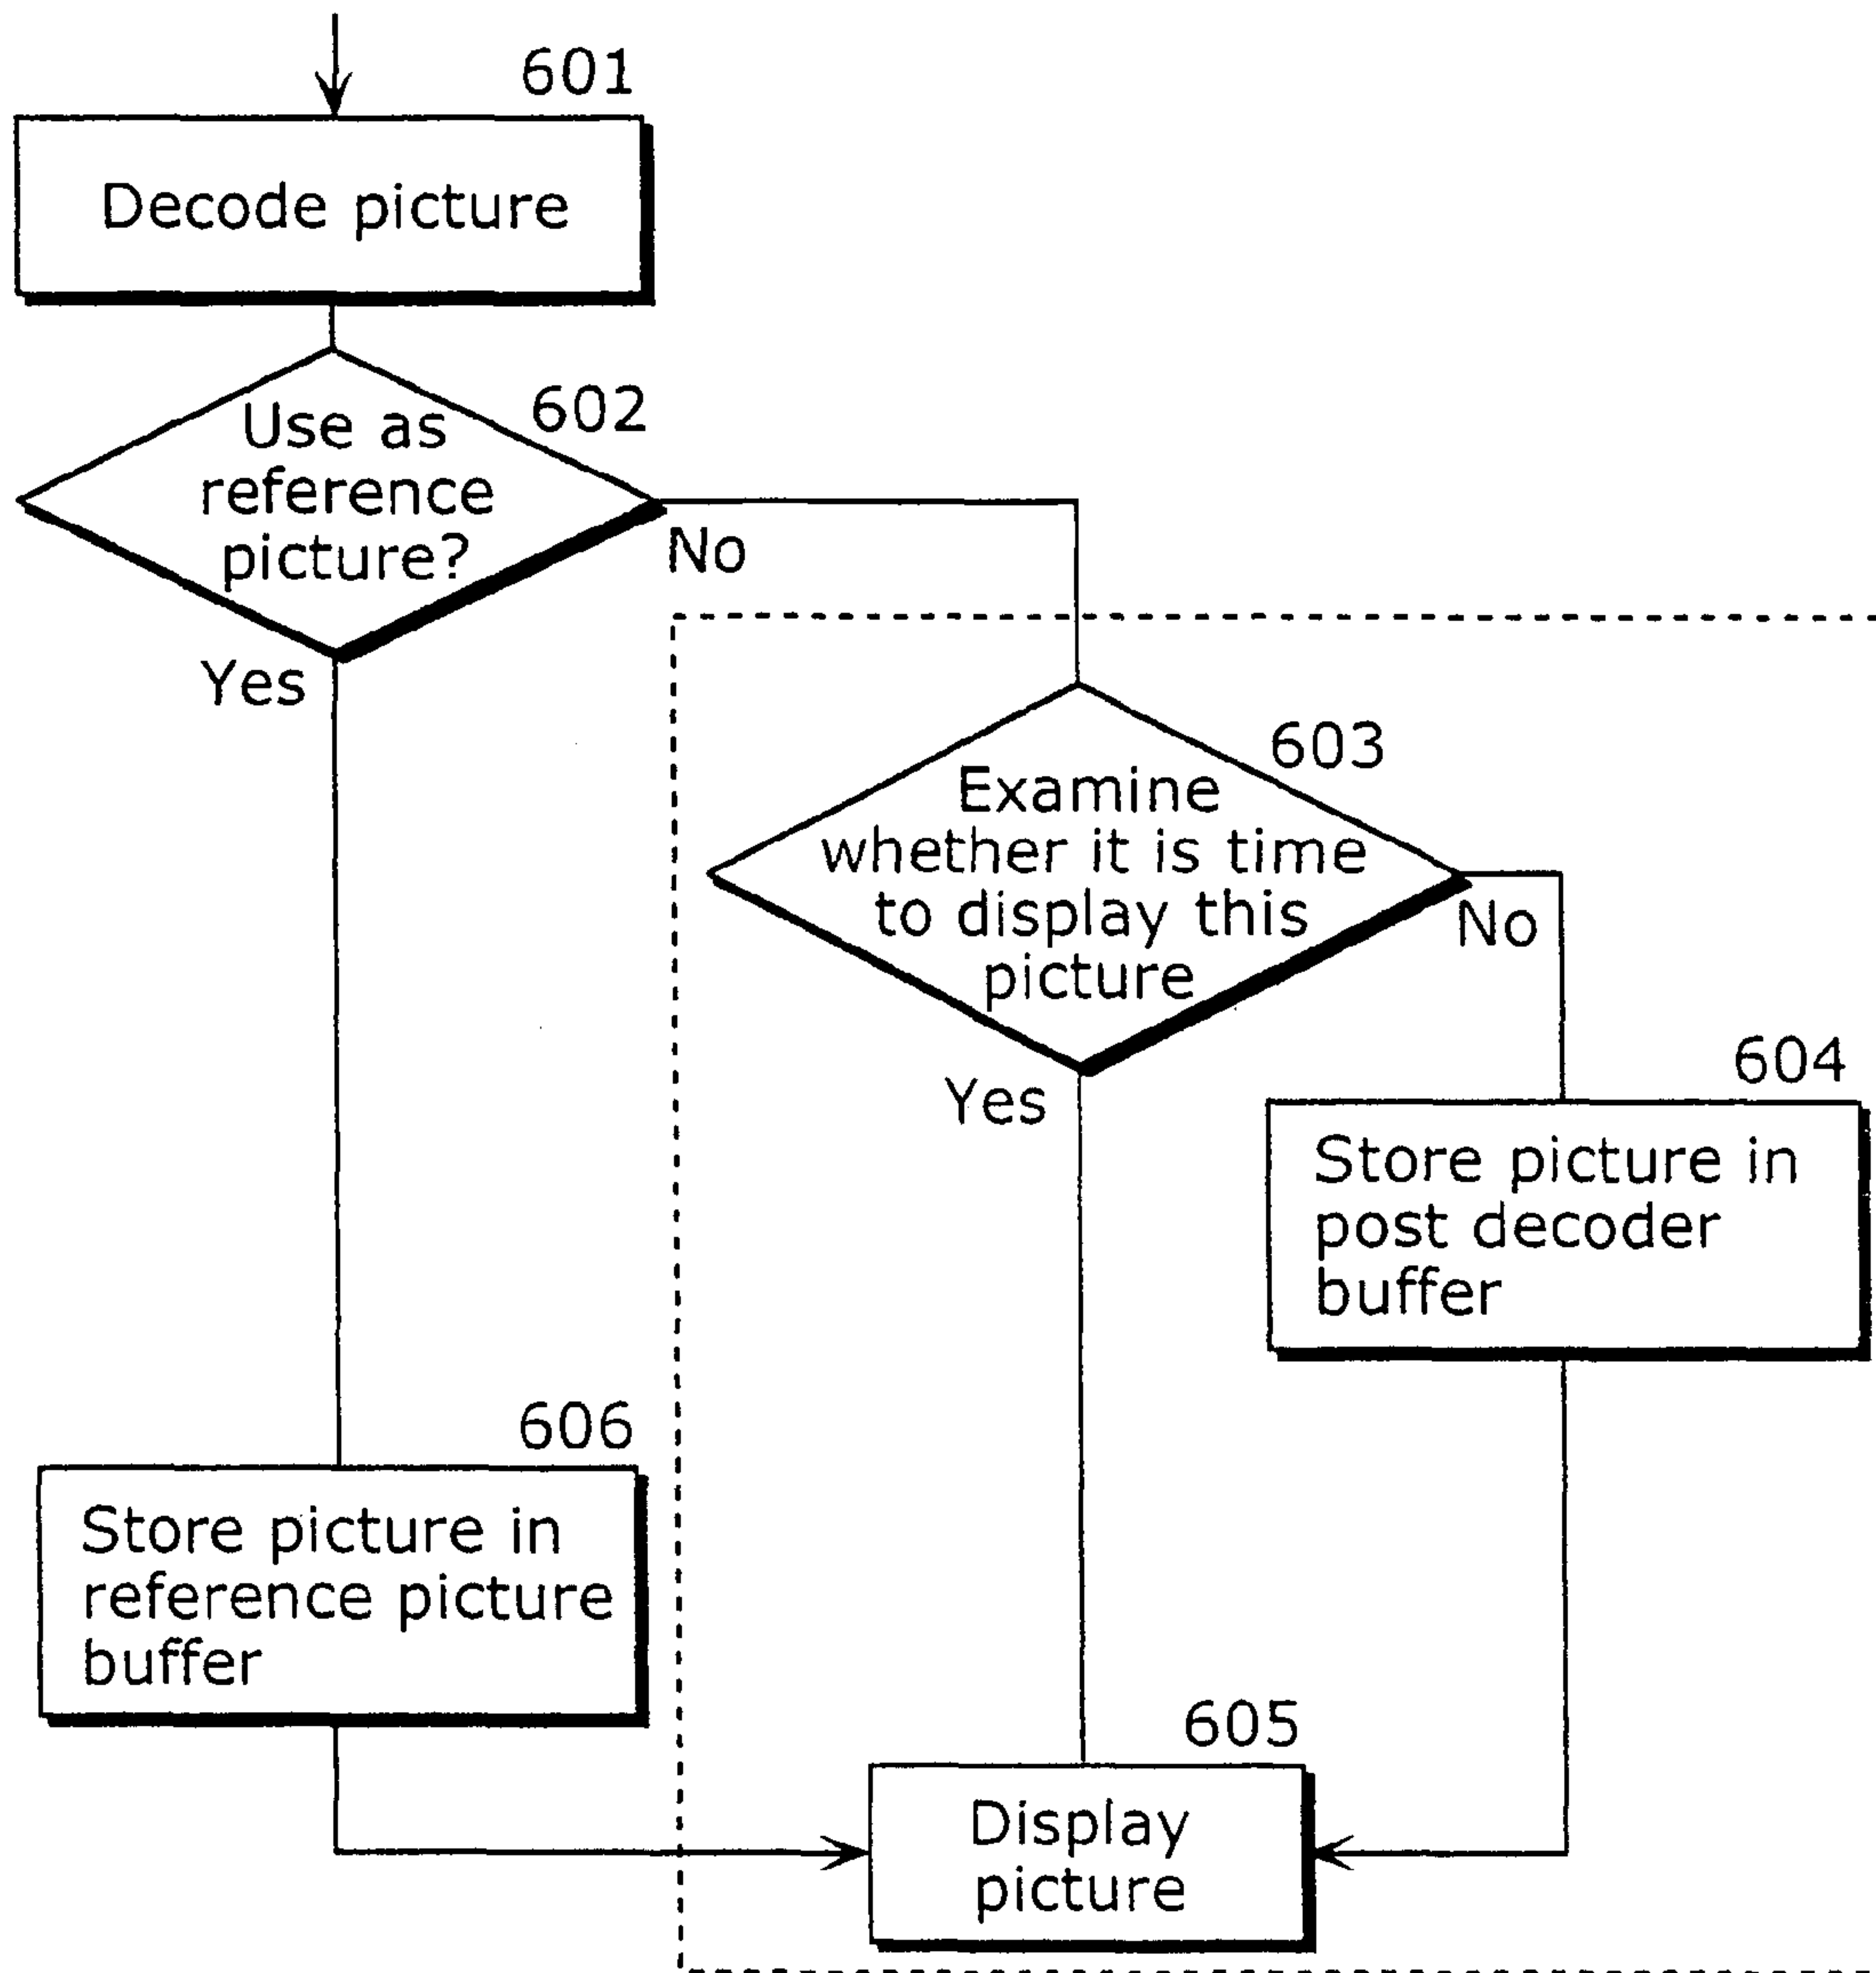 601
Decode picture
602
Use as
reference
picture?
No
Yes
603
Examine
whether it is time
to display this
picture
No
Yes
604
Store picture in
post decoder
buffer
606
Store picture in
reference picture
buffer
605
Display
picture